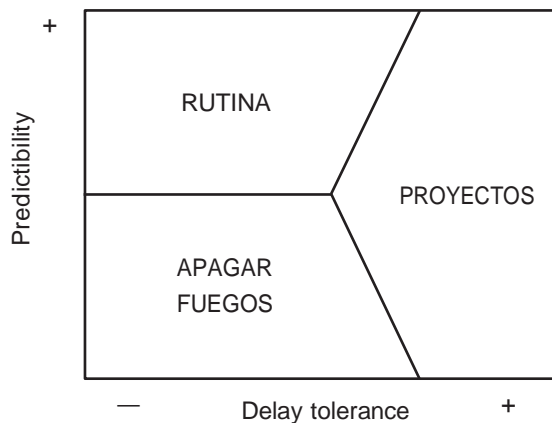 +
RUTINA
Predictibility
PROYECTOS
APAGAR
FUEGOS
— Delay tolerance +